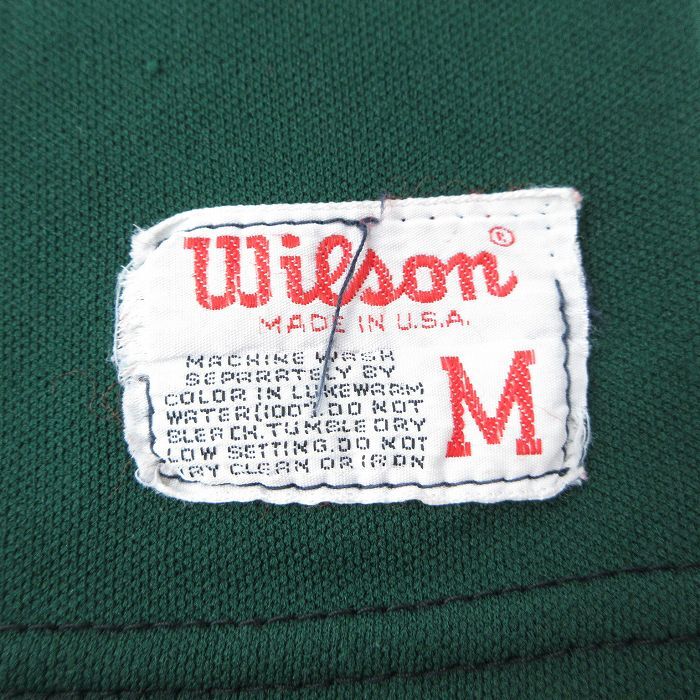 Wilson®
MADE IN U.S.A.
MACHINE WASH
SEPARATELY BY
COLOR IN LUKEWARM
WATER(100°).DO NOT
BLEACH.TUMBLE DRY
LOW SETTING.DO NOT
DRY CLEAN OR IRON
M